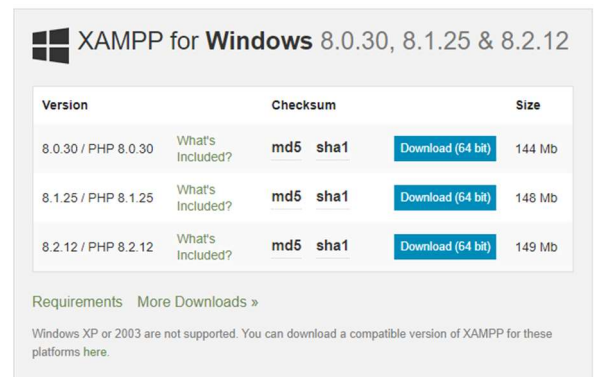 XAMPP for Windows 8.0.30, 8.1.25 & 8.2.12
Version Checksum Size
8.0.30 / PHP 8.0.30 What's Included? md5 sha1 Download (64 bit) 144 Mb
8.1.25 / PHP 8.1.25 What's Included? md5 sha1 Download (64 bit) 148 Mb
8.2.12 / PHP 8.2.12 What's Included? md5 sha1 Download (64 bit) 149 Mb
Requirements More Downloads »
Windows XP or 2003 are not supported. You can download a compatible version of XAMPP for these
platforms here.